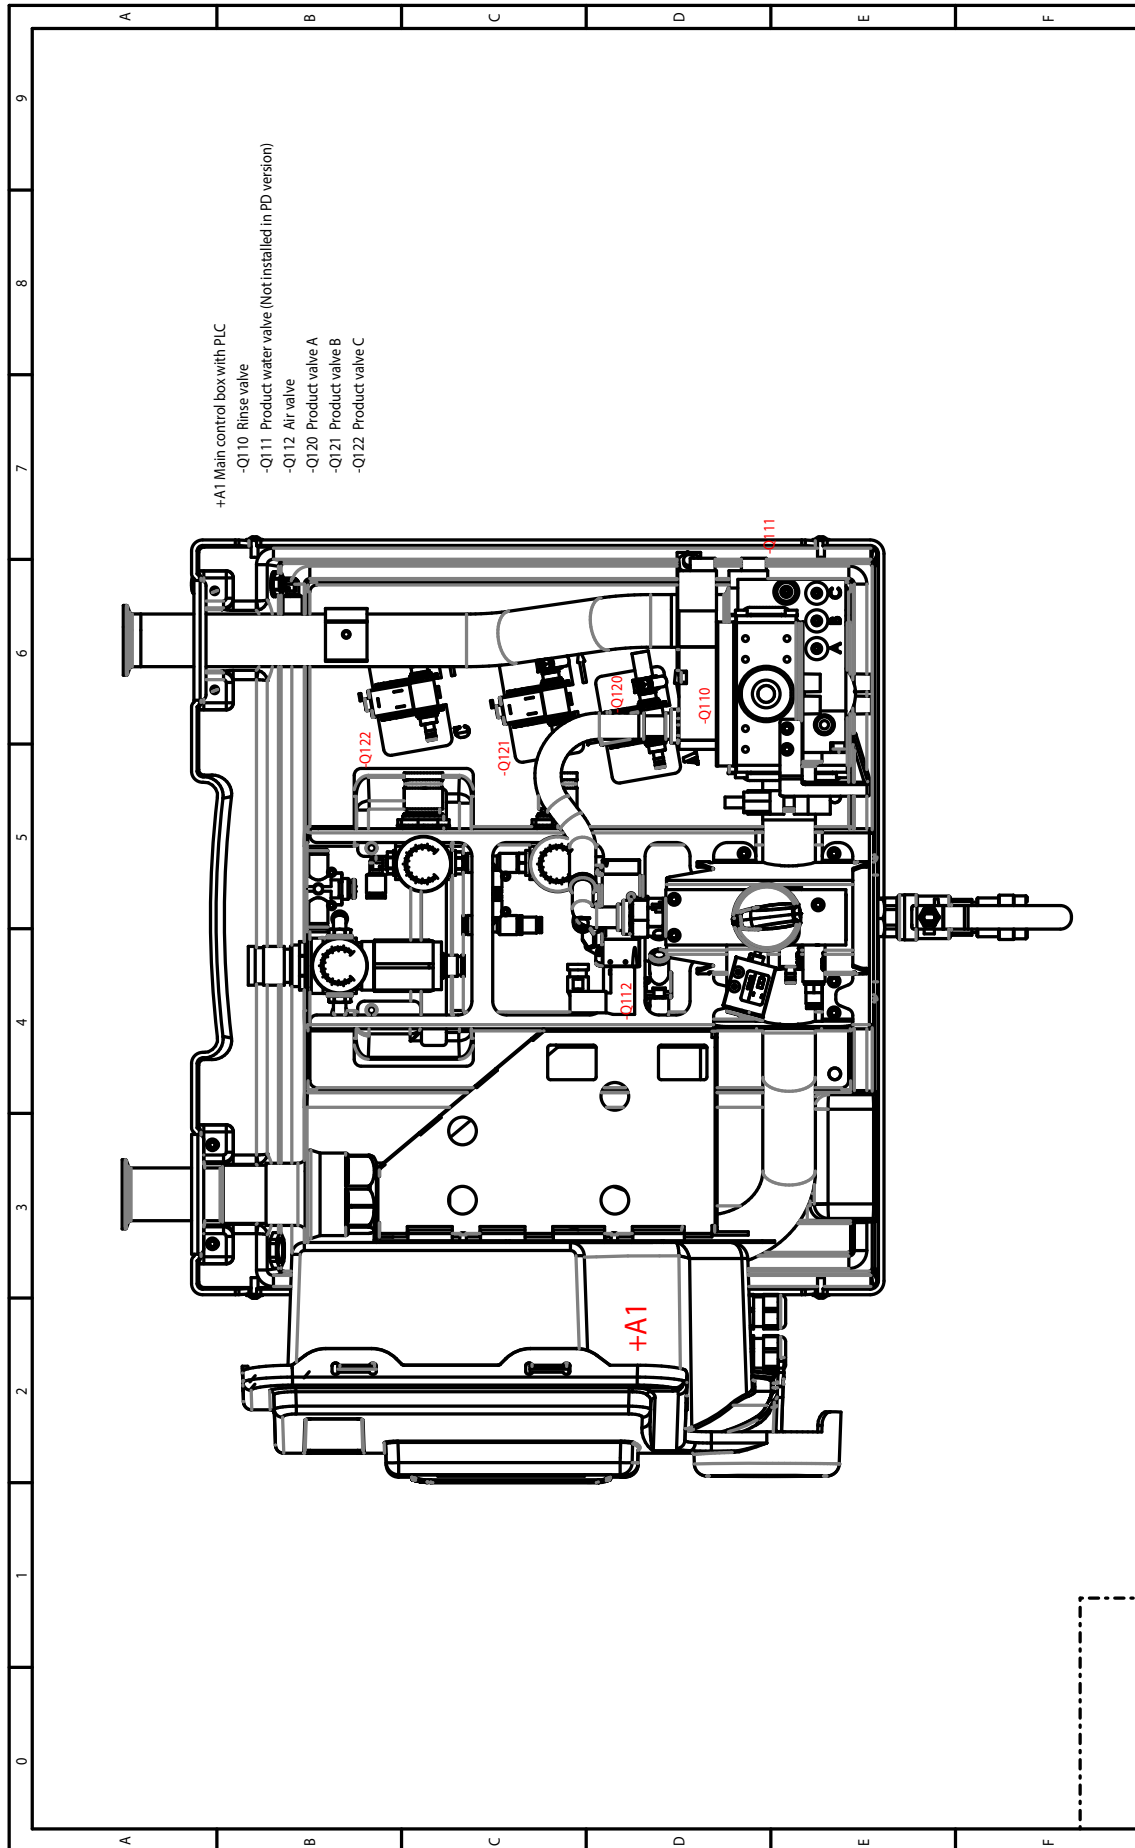 A
B
C
D
E
F
0
1
2
3
4
5
6
7
8
9
+A1 Main control box with PLC
-Q110 Rinse valve
-Q111 Product water valve (Not installed in PD version)
-Q112 Air valve
-Q120 Product valve A
-Q121 Product valve B
-Q122 Product valve C
+A1
-Q122
-Q121
-Q120
-Q110
-Q111
-Q112
C
A
A B C
A
B
C
D
E
F